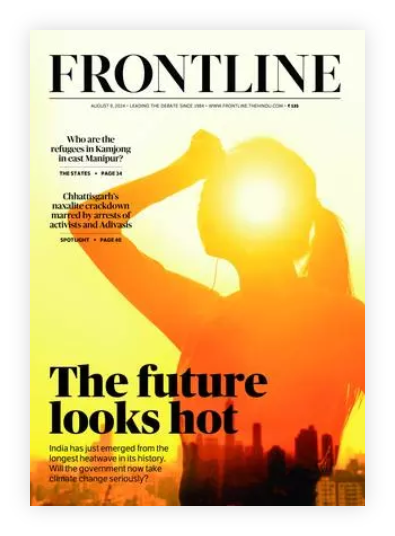 FRONTLINE
AUGUST 9, 2024 • LEADING THE DEBATE SINCE 1984 • WWW.FRONTLINE.THEHINDU.COM • ₹
Who are the
refugees in Kamjong
in east Manipur?
THE STATES • PAGE 34
Chhattisgarh's
naxalite crackdown
marred by arrests of
activists and Adivasis
SPOTLIGHT • PAGE 40
The future
looks hot
India has just emerged from the
longest heatwave in its history.
Will the government now take
climate change seriously?